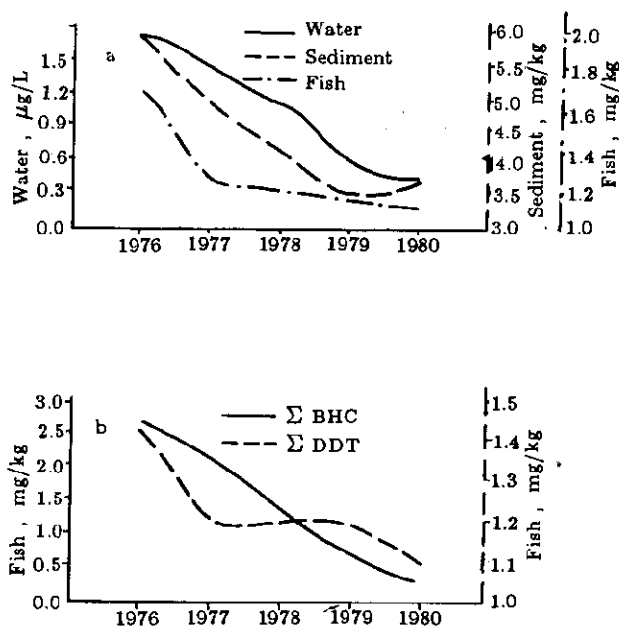 a
Water
Sediment
Fish
Water , µg/L
1.5
1.2
0.9
0.6
0.3
0.0
1976 1977 1978 1979 1980
6.0
5.5
5.0
4.5
4.0
3.5
3.0
Sediment , mg/kg
2.0
1.8
1.6
1.4
1.2
1.0
Fish , mg/kg
b
Σ BHC
Σ DDT
Fish , mg/kg
3.0
2.5
2.0
1.5
1.0
0.5
0.0
1976 1977 1978 1979 1980
1.5
1.4
1.3
1.2
1.1
1.0
Fish , mg/kg